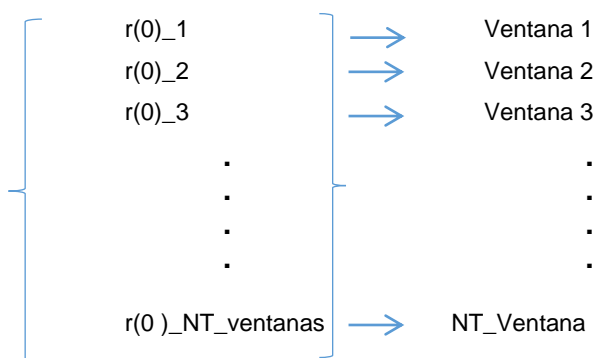 r(0)_1 Ventana 1
r(0)_2 Ventana 2
r(0)_3 Ventana 3
. .
. .
. .
. .
r(0 )_NT_ventanas NT_Ventana